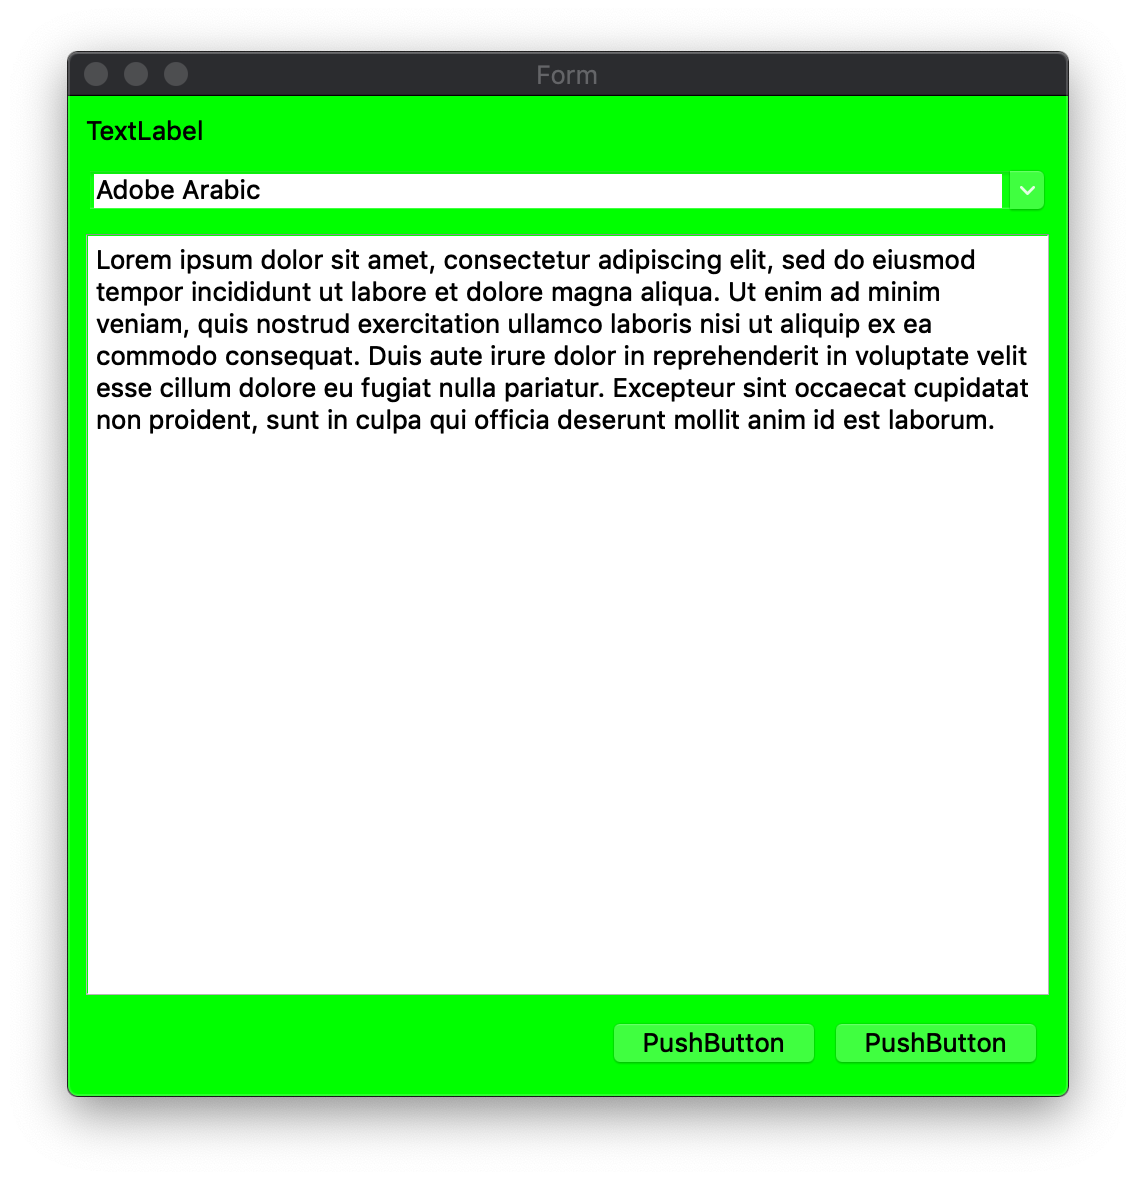 Form
TextLabel
Adobe Arabic
Lorem ipsum dolor sit amet, consectetur adipiscing elit, sed do eiusmod
tempor incididunt ut labore et dolore magna aliqua. Ut enim ad minim
veniam, quis nostrud exercitation ullamco laboris nisi ut aliquip ex ea
commodo consequat. Duis aute irure dolor in reprehenderit in voluptate velit
esse cillum dolore eu fugiat nulla pariatur. Excepteur sint occaecat cupidatat
non proident, sunt in culpa qui officia deserunt mollit anim id est laborum.
PushButton PushButton